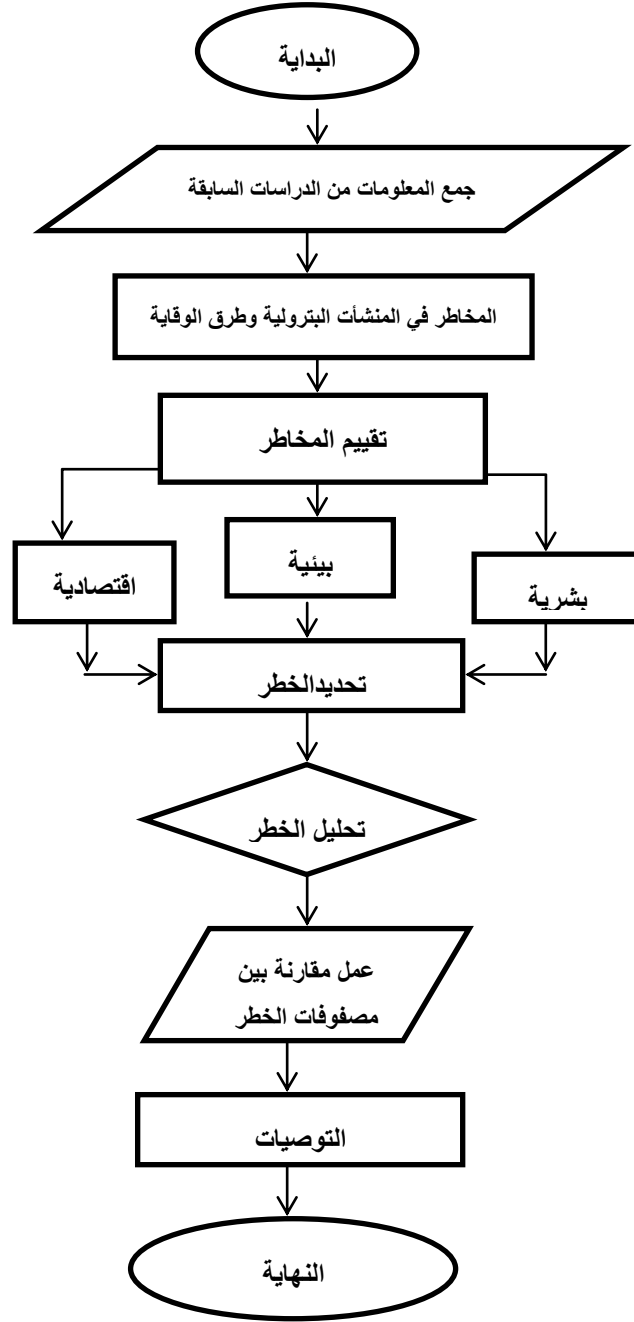 البداية
جمع المعلومات من الدراسات السابقة
المخاطر في المنشأت البترولية وطرق الوقاية
تقييم المخاطر
بشرية
بيئية
اقتصادية
تحديدالخطر
تحليل الخطر
عمل مقارنة بين
مصفوفات الخطر
التوصيات
النهاية